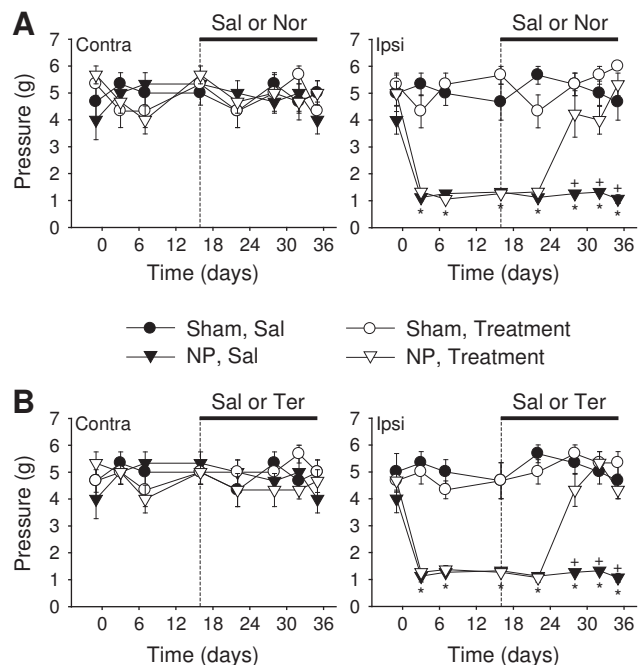 A
Sal or Nor
Sal or Nor
Contra
Ipsi
Pressure (g)
7
6
5
4
3
2
1
0
7
6
5
4
3
2
1
0
+ + +
* * * * * * *
0 6 12 18 24 30 36
0 6 12 18 24 30 36
Time (days)
Time (days)
Sham, Sal
Sham, Treatment
NP, Sal
NP, Treatment
B
Sal or Ter
Sal or Ter
Contra
Ipsi
Pressure (g)
7
6
5
4
3
2
1
0
7
6
5
4
3
2
1
0
+ + +
* * * * * * *
0 6 12 18 24 30 36
0 6 12 18 24 30 36
Time (days)
Time (days)